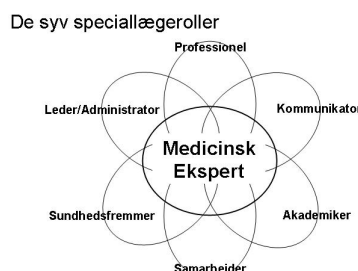 De syv speciallægeroller
Professionel
Leder/Administrator
Kommunikator
Medicinsk
Ekspert
Sundhedsfremmer
Akademiker
Samarbejder